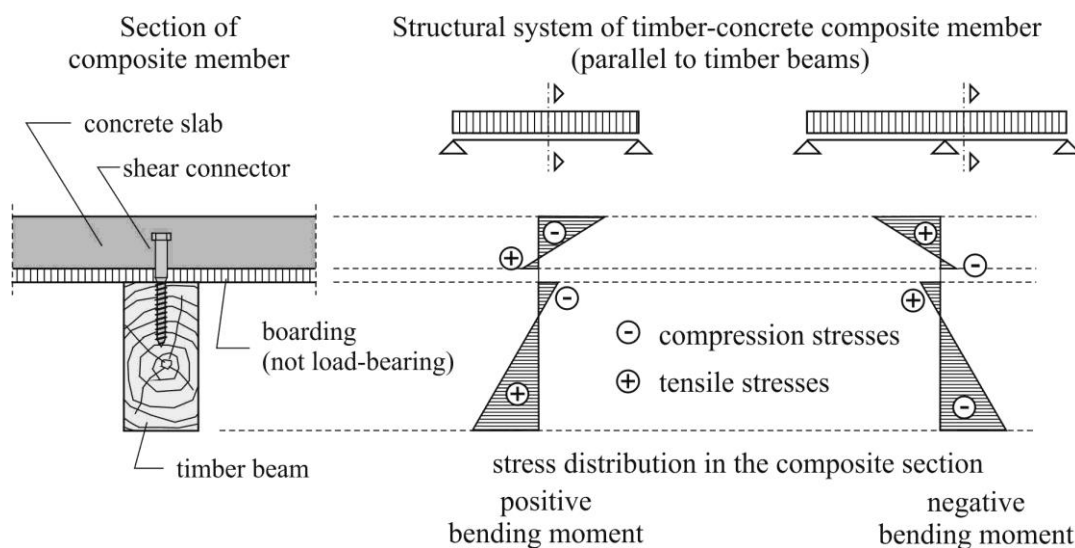 Section of
composite member
Structural system of timber-concrete composite member
(parallel to timber beams)
concrete slab
shear connector
boarding
(not load-bearing)
timber beam
+
-
-
+
+
-
+
-
- compression stresses
+ tensile stresses
stress distribution in the composite section
positive
bending moment
negative
bending moment